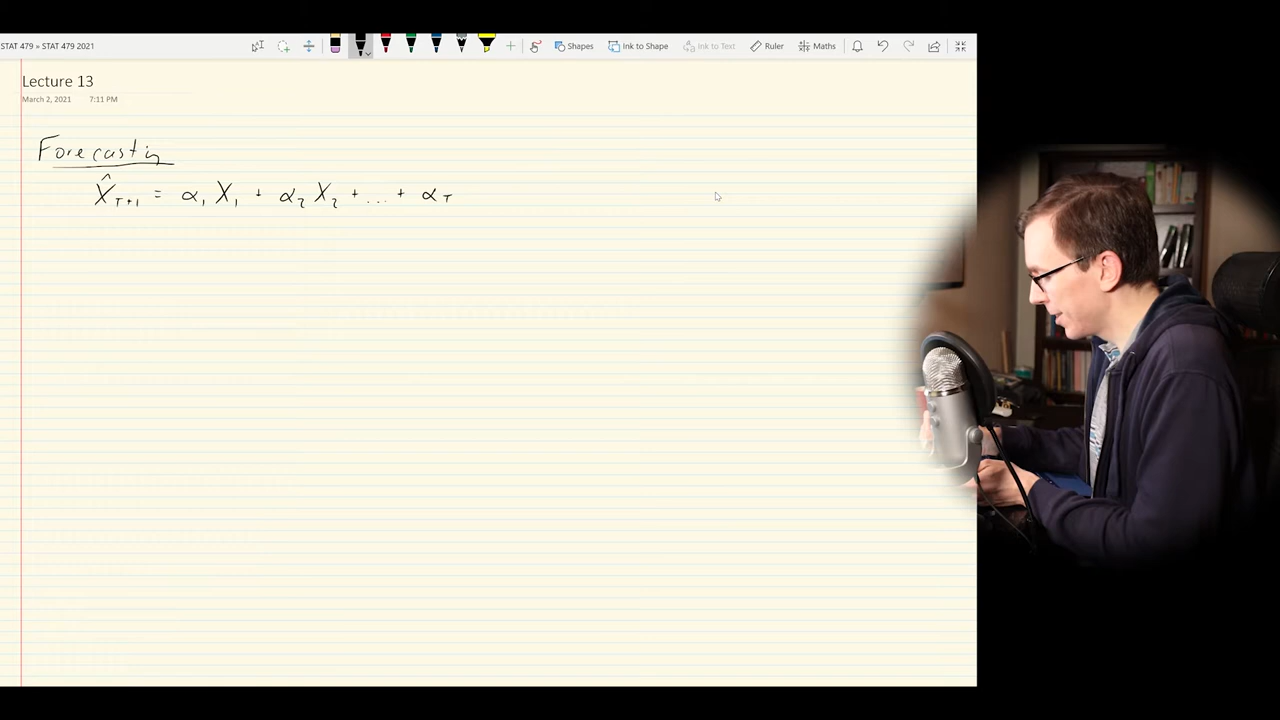 STAT 479 » STAT 479 2021
Shapes
Ink to Shape
Ink to Text
Ruler
Maths
Lecture 13
March 2, 2021 7:11 PM
Forecastin
X̂_{T+1} = α_1 X_1 + α_2 X_2 + ... + α_T